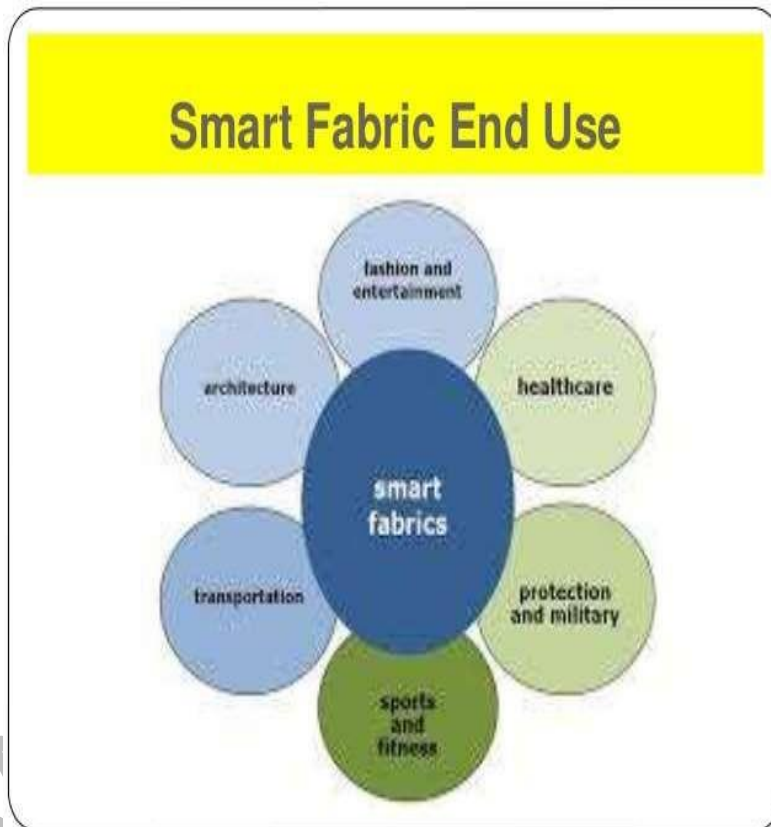 Smart Fabric End Use
fashion and
entertainment
healthcare
protection
and military
sports
and
fitness
transportation
architecture
smart
fabrics